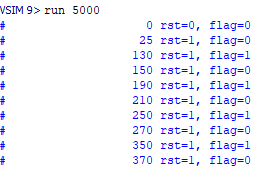 VSIM 9> run 5000
# 0 rst=0, flag=0
# 25 rst=1, flag=0
# 130 rst=1, flag=1
# 150 rst=1, flag=0
# 190 rst=1, flag=1
# 210 rst=1, flag=0
# 250 rst=1, flag=1
# 270 rst=1, flag=0
# 350 rst=1, flag=1
# 370 rst=1, flag=0